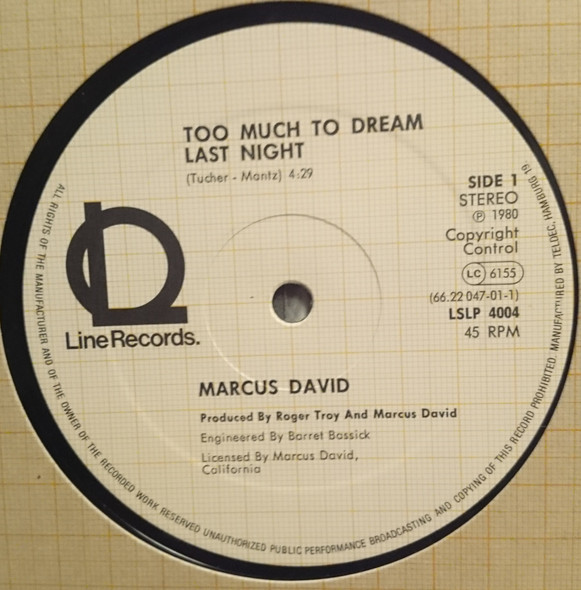 TOO MUCH TO DREAM
LAST NIGHT
(Tucher - Mantz) 4:29
SIDE 1
STEREO
Ⓟ 1980
Copyright
Control
LC 6155
(66.22 047-01-1)
LSLP 4004
45 RPM
Line Records.
MARCUS DAVID
Produced By Roger Troy And Marcus David
Engineered By Barret Bassick
Licensed By Marcus David,
California
ALL RIGHTS OF THE MANUFACTURER AND OF THE OWNER OF THE RECORDED WORK RESERVED UNAUTHORIZED PUBLIC PERFORMANCE BROADCASTING AND COPYING OF THIS RECORD PROHIBITED. MANUFACTURED BY TELDEC, HAMBURG 19